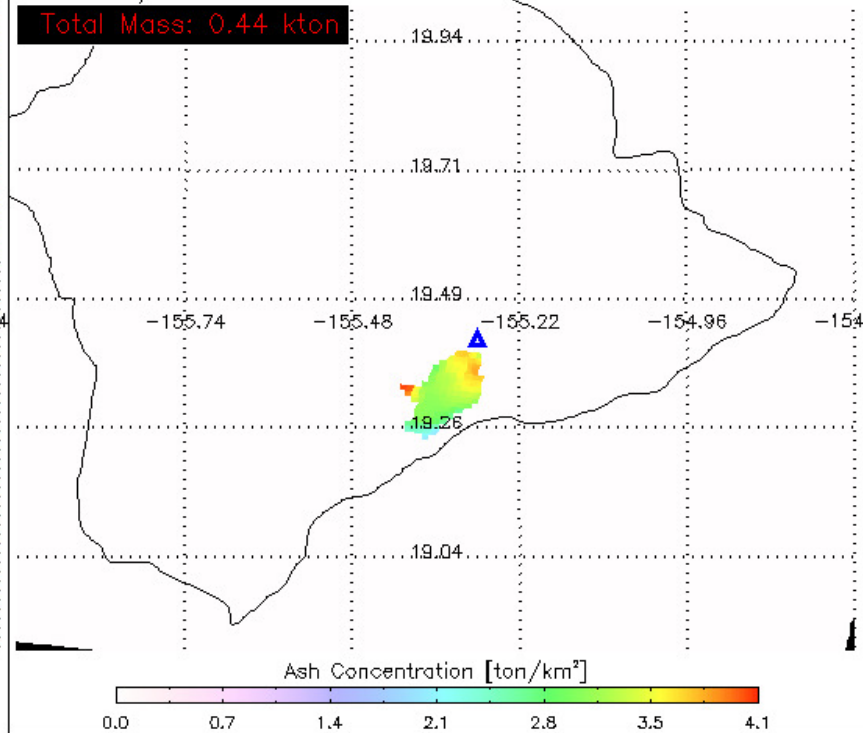 Total Mass: 0.44 kton
19.94
19.71
19.49
4 -155.74 -155.48 -155.22 -154.96 -154
19.26
19.04
Ash Concentration [ton/km²]
0.0 0.7 1.4 2.1 2.8 3.5 4.1